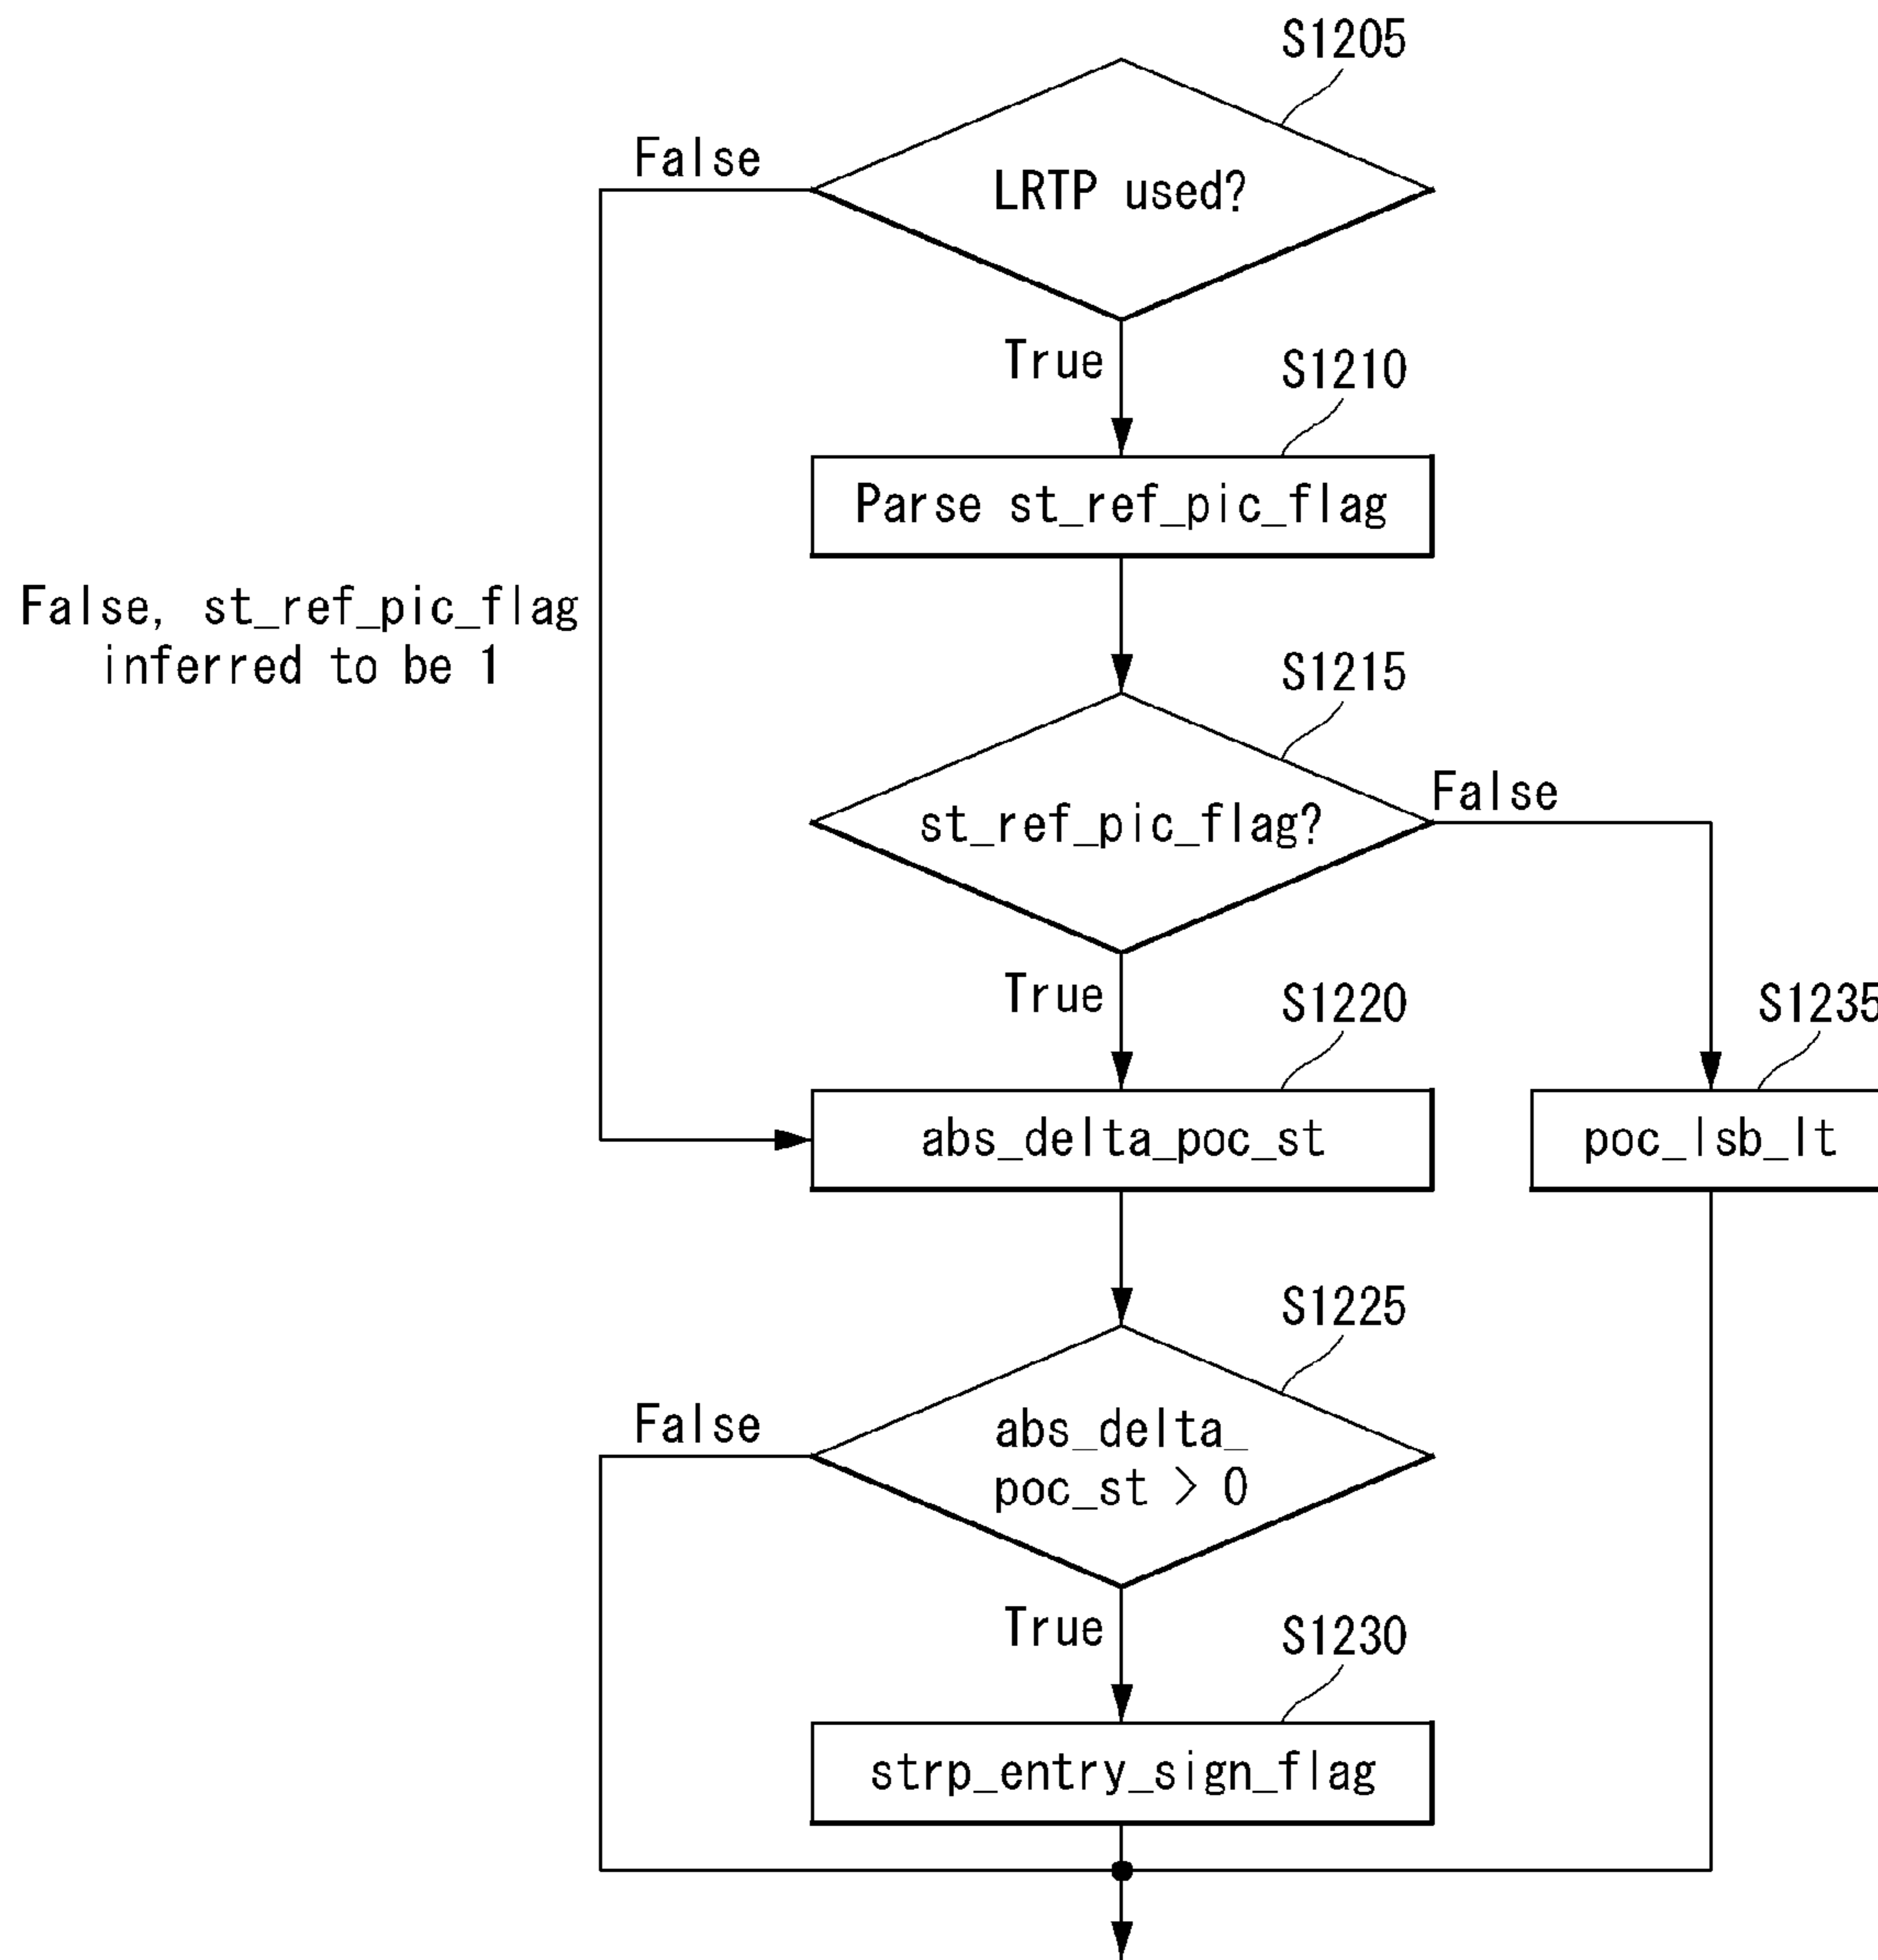 S1205
False
LRTP used?
True
S1210
Parse st_ref_pic_flag
False, st_ref_pic_flag
inferred to be 1
S1215
st_ref_pic_flag?
False
True
S1220
S1235
abs_delta_poc_st
poc_lsb_lt
S1225
False
abs_delta_
poc_st > 0
True
S1230
strp_entry_sign_flag